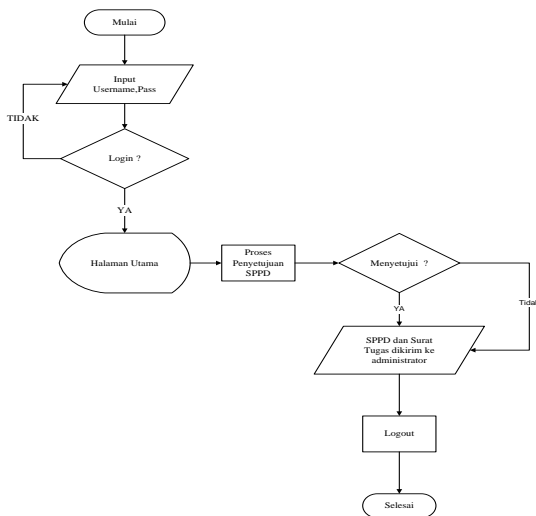 Mulai
Input
Username,Pass
TIDAK
Login ?
YA
Halaman Utama
Proses
Penyetujuan
SPPD
Menyetujui ?
YA
Tidak
SPPD dan Surat
Tugas dikirim ke
administrator
Logout
Selesai